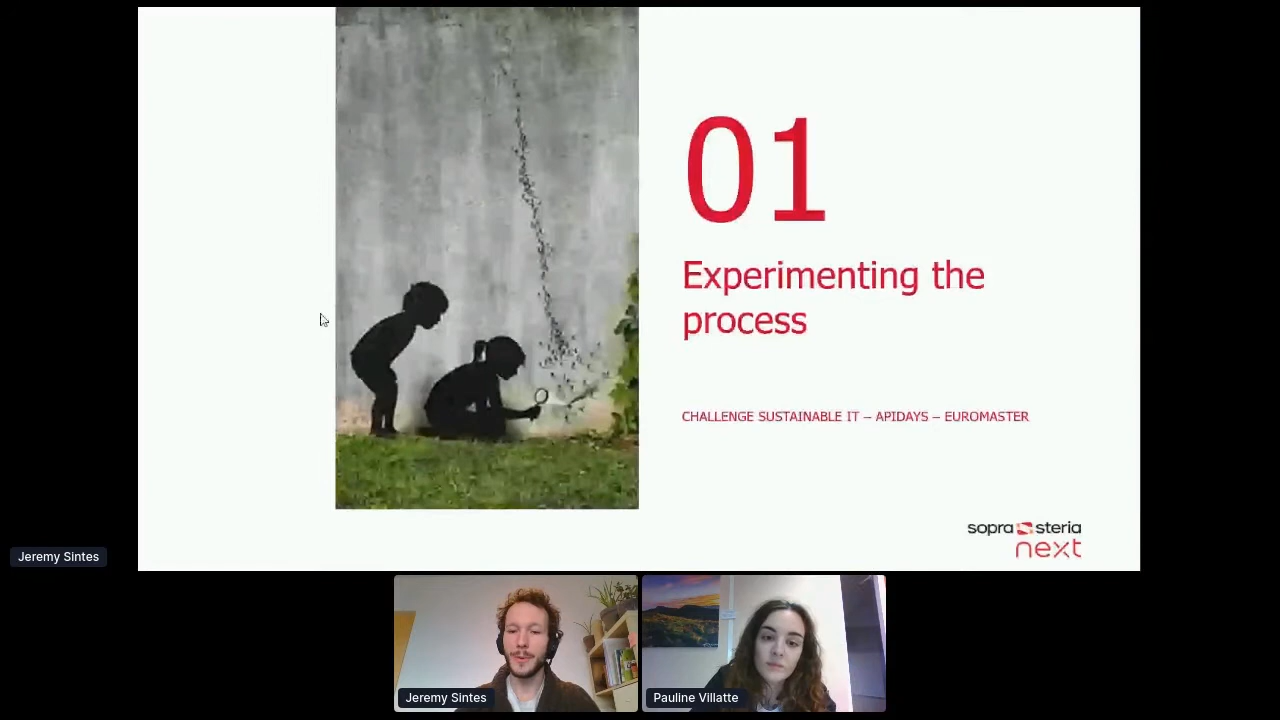 01
Experimenting the
process
CHALLENGE SUSTAINABLE IT – APIDAYS – EUROMASTER
sopra steria
next
Jeremy Sintes
Jeremy Sintes
Pauline Villatte